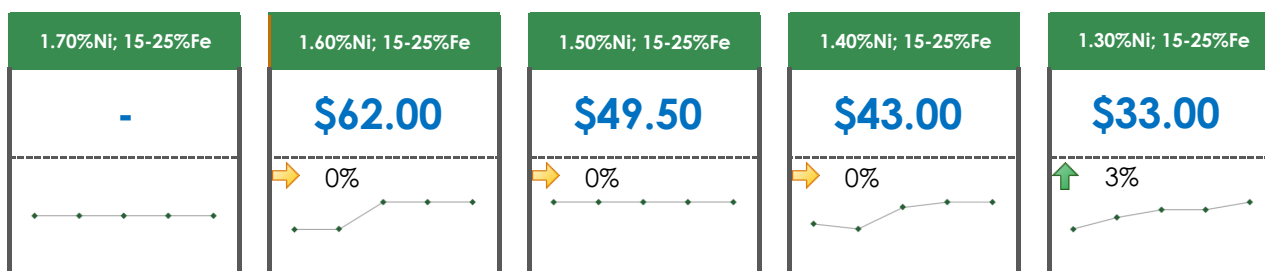 1.70%Ni; 15-25%Fe
-
1.60%Ni; 15-25%Fe
$62.00
0%
1.50%Ni; 15-25%Fe
$49.50
0%
1.40%Ni; 15-25%Fe
$43.00
0%
1.30%Ni; 15-25%Fe
$33.00
3%